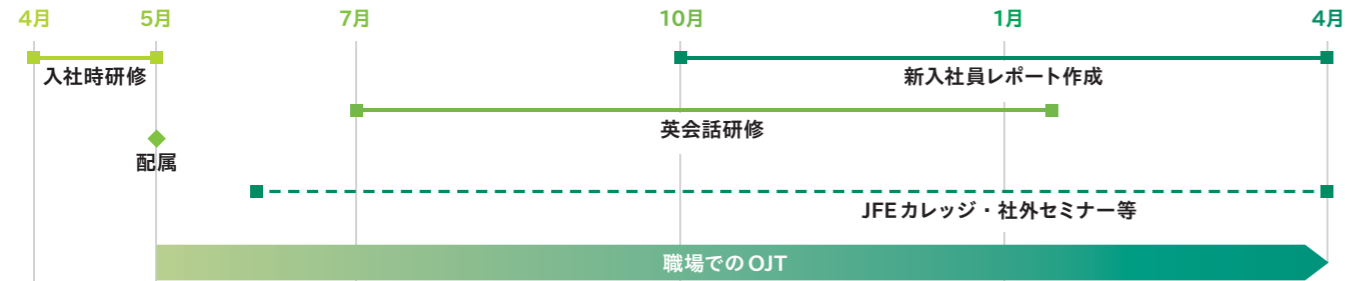 4月 5月 7月 10月 1月 4月
入社時研修
新入社員レポート作成
英会話研修
配属
JFEカレッジ・社外セミナー等
職場でのOJT